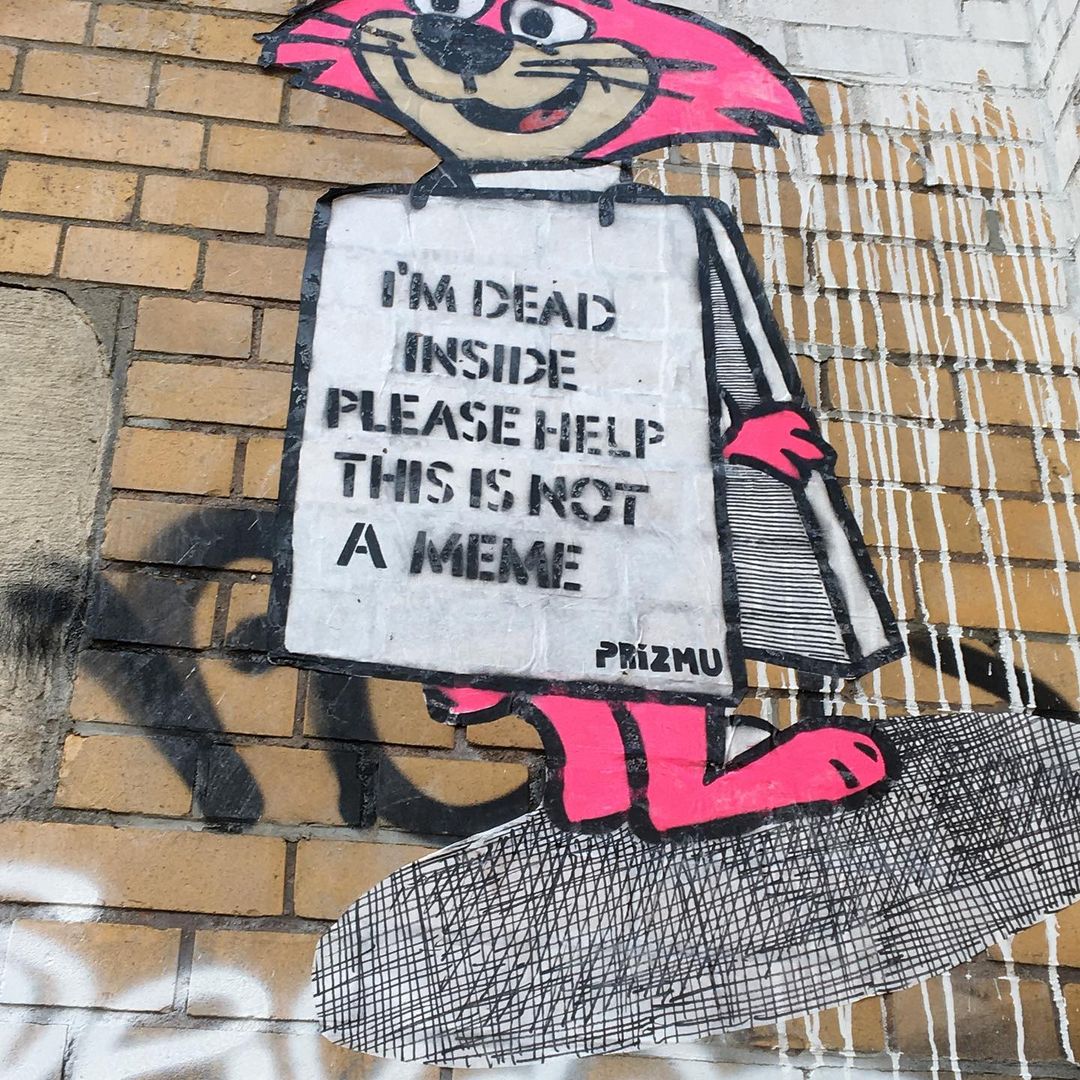 I'M DEAD
INSIDE
PLEASE HELP
THIS IS NOT
A MEME
PRiZMU